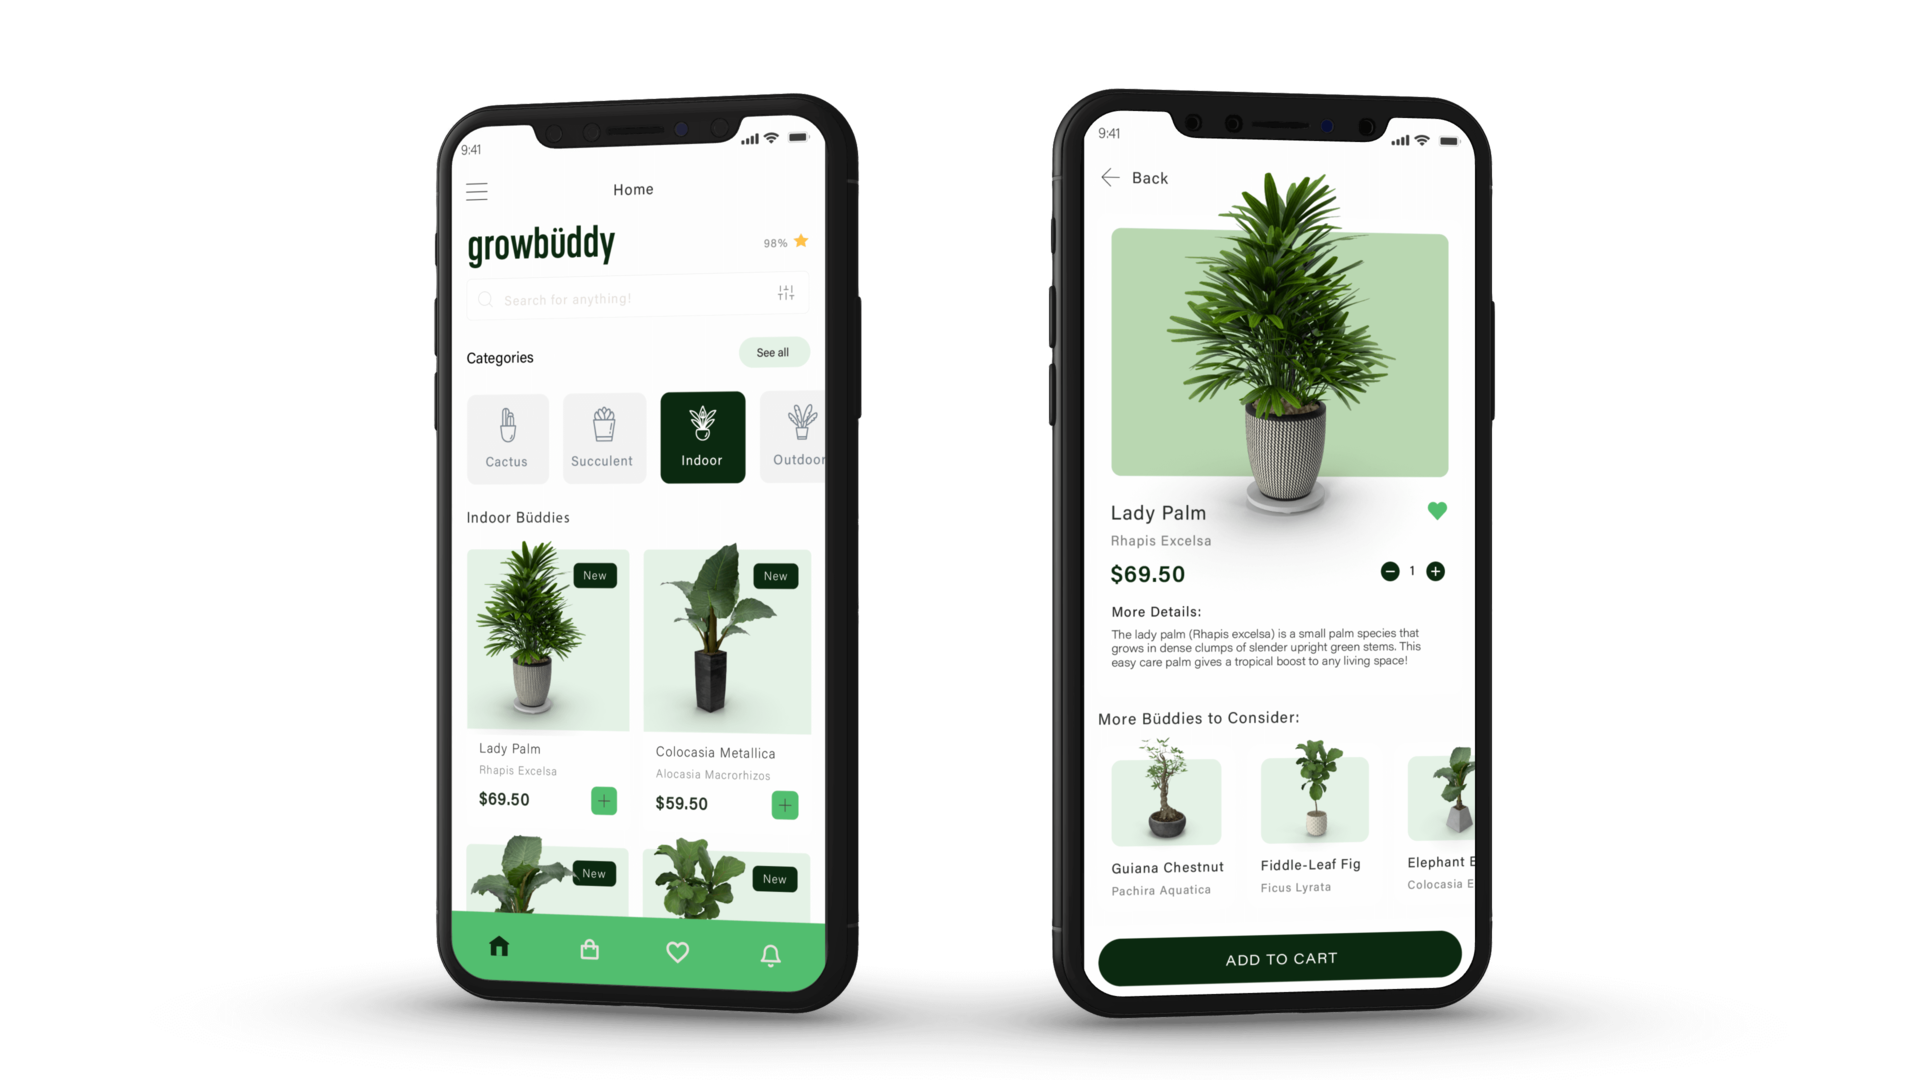 9:41
Home
growbüddy
98%
Search for anything!
Categories
See all
Cactus
Succulent
Indoor
Outdoor
Indoor Büddies
New
New
Lady Palm
Rhapis Excelsa
$69.50
Colocasia Metallica
Alocasia Macrorhizos
$59.50
New
New
9:41
Back
Lady Palm
Rhapis Excelsa
$69.50
1
More Details:
The lady palm (Rhapis excelsa) is a small palm species that
grows in dense clumps of slender upright green stems. This
easy care palm gives a tropical boost to any living space!
More Büddies to Consider:
Guiana Chestnut
Pachira Aquatica
Fiddle-Leaf Fig
Ficus Lyrata
Elephant E
Colocasia E
ADD TO CART